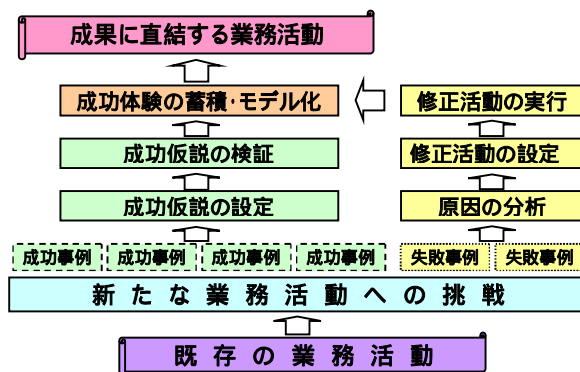 成果に直結する業務活動
成功体験の蓄積・モデル化
修正活動の実行
成功仮説の検証
修正活動の設定
成功仮説の設定
原因の分析
成功事例 成功事例 成功事例 成功事例 失敗事例 失敗事例
新たな業務活動への挑戦
既存の業務活動